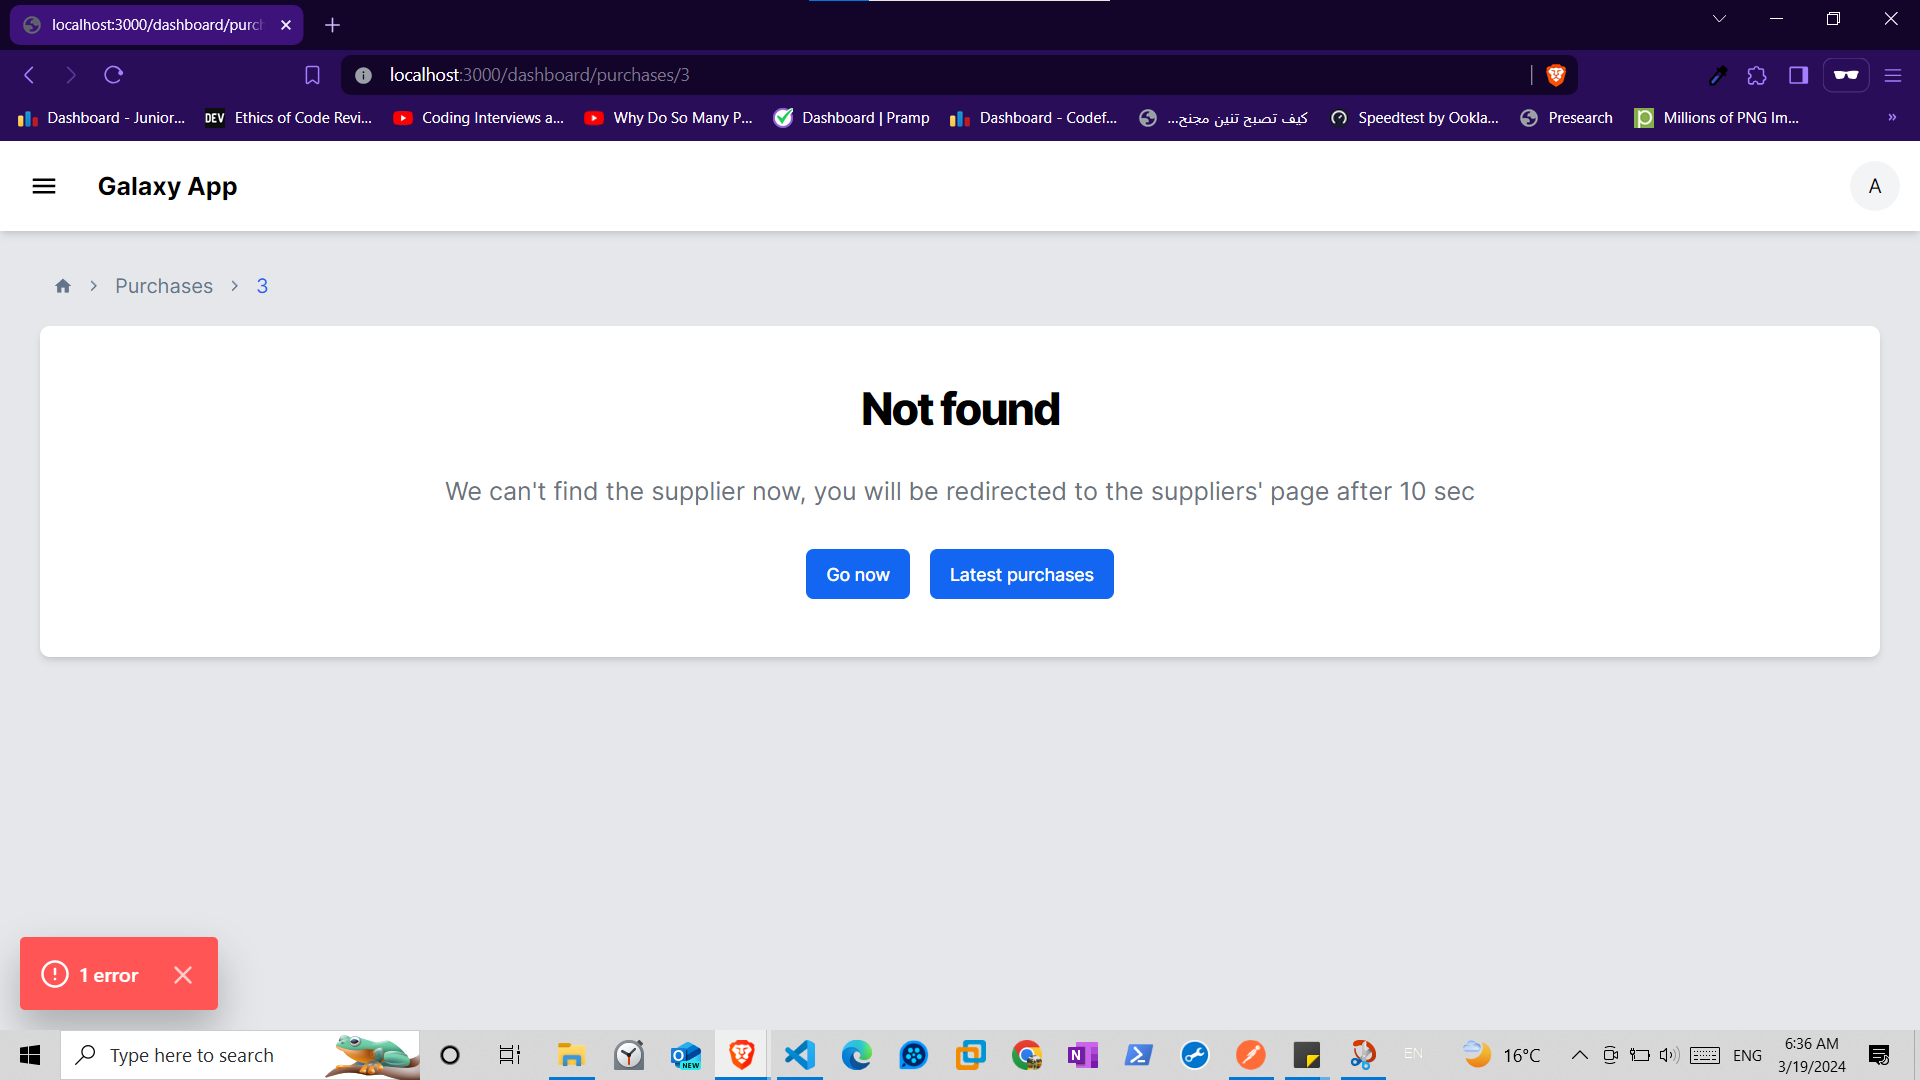 localhost:3000/dashboard/purch
localhost:3000/dashboard/purchases/3
Dashboard - Junior...
DEV
Ethics of Code Revi...
Coding Interviews a...
Why Do So Many P...
Dashboard | Pramp
Dashboard - Codef...
كيف تصبح تنين مجنح...
Speedtest by Ookla...
Presearch
Millions of PNG Im...
»
Galaxy App
A
Purchases
3
Not found
We can't find the supplier now, you will be redirected to the suppliers' page after 10 sec
Go now
Latest purchases
1 error
Type here to search
NEW
EN
16°C
ENG
6:36 AM
3/19/2024
3